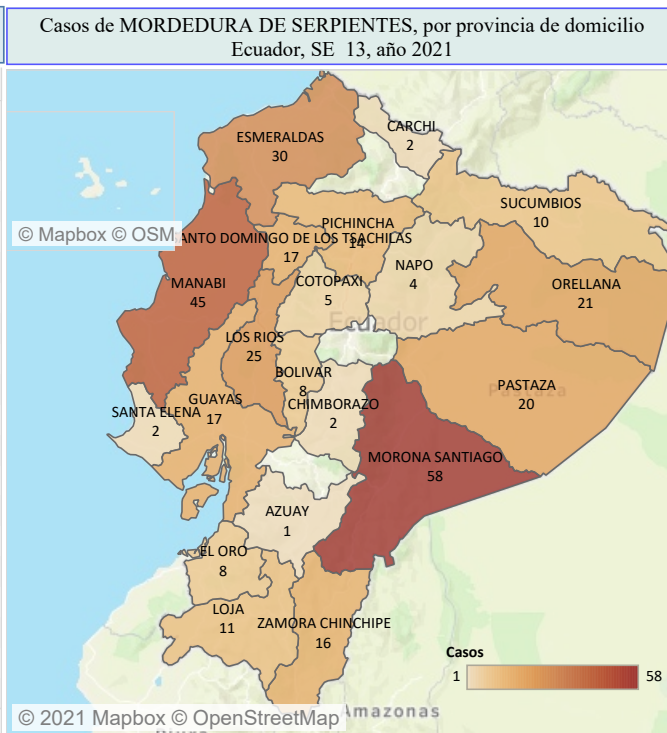 Casos de MORDEDURA DE SERPIENTES, por provincia de domicilio
Ecuador, SE 13, año 2021
CARCHI
2
ESMERALDAS
30
SUCUMBIOS
10
© Mapbox © OSM
PICHINCHA
14
ANTO DOMINGO DE LOS TSACHILAS
17
NAPO
4
COTOPAXI
5
MANABI
45
ORELLANA
21
Ecuador
LOS RIOS
25
BOLIVAR
8
PASTAZA
20
Pastaza
GUAYAS
17
SANTA ELENA
2
CHIMBORAZO
2
MORONA SANTIAGO
58
AZUAY
1
EL ORO
8
LOJA
11
ZAMORA CHINCHIPE
16
Casos
1
58
Amazonas
© 2021 Mapbox © OpenStreetMap